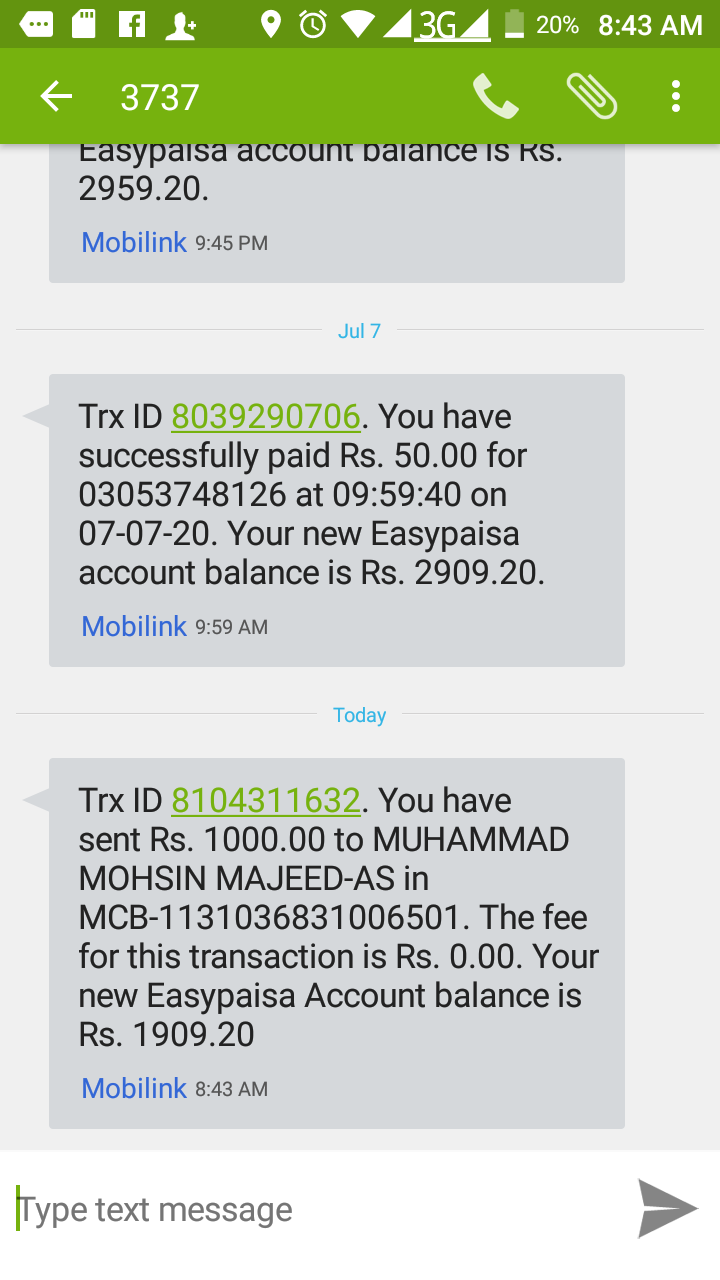 3G 20% 8:43 AM
3737
Easypaisa account balance is Rs.
2959.20.
Mobilink 9:45 PM
Jul 7
Trx ID 8039290706. You have
successfully paid Rs. 50.00 for
03053748126 at 09:59:40 on
07-07-20. Your new Easypaisa
account balance is Rs. 2909.20.
Mobilink 9:59 AM
Today
Trx ID 8104311632. You have
sent Rs. 1000.00 to MUHAMMAD
MOHSIN MAJEED-AS in
MCB-1131036831006501. The fee
for this transaction is Rs. 0.00. Your
new Easypaisa Account balance is
Rs. 1909.20
Mobilink 8:43 AM
Type text message